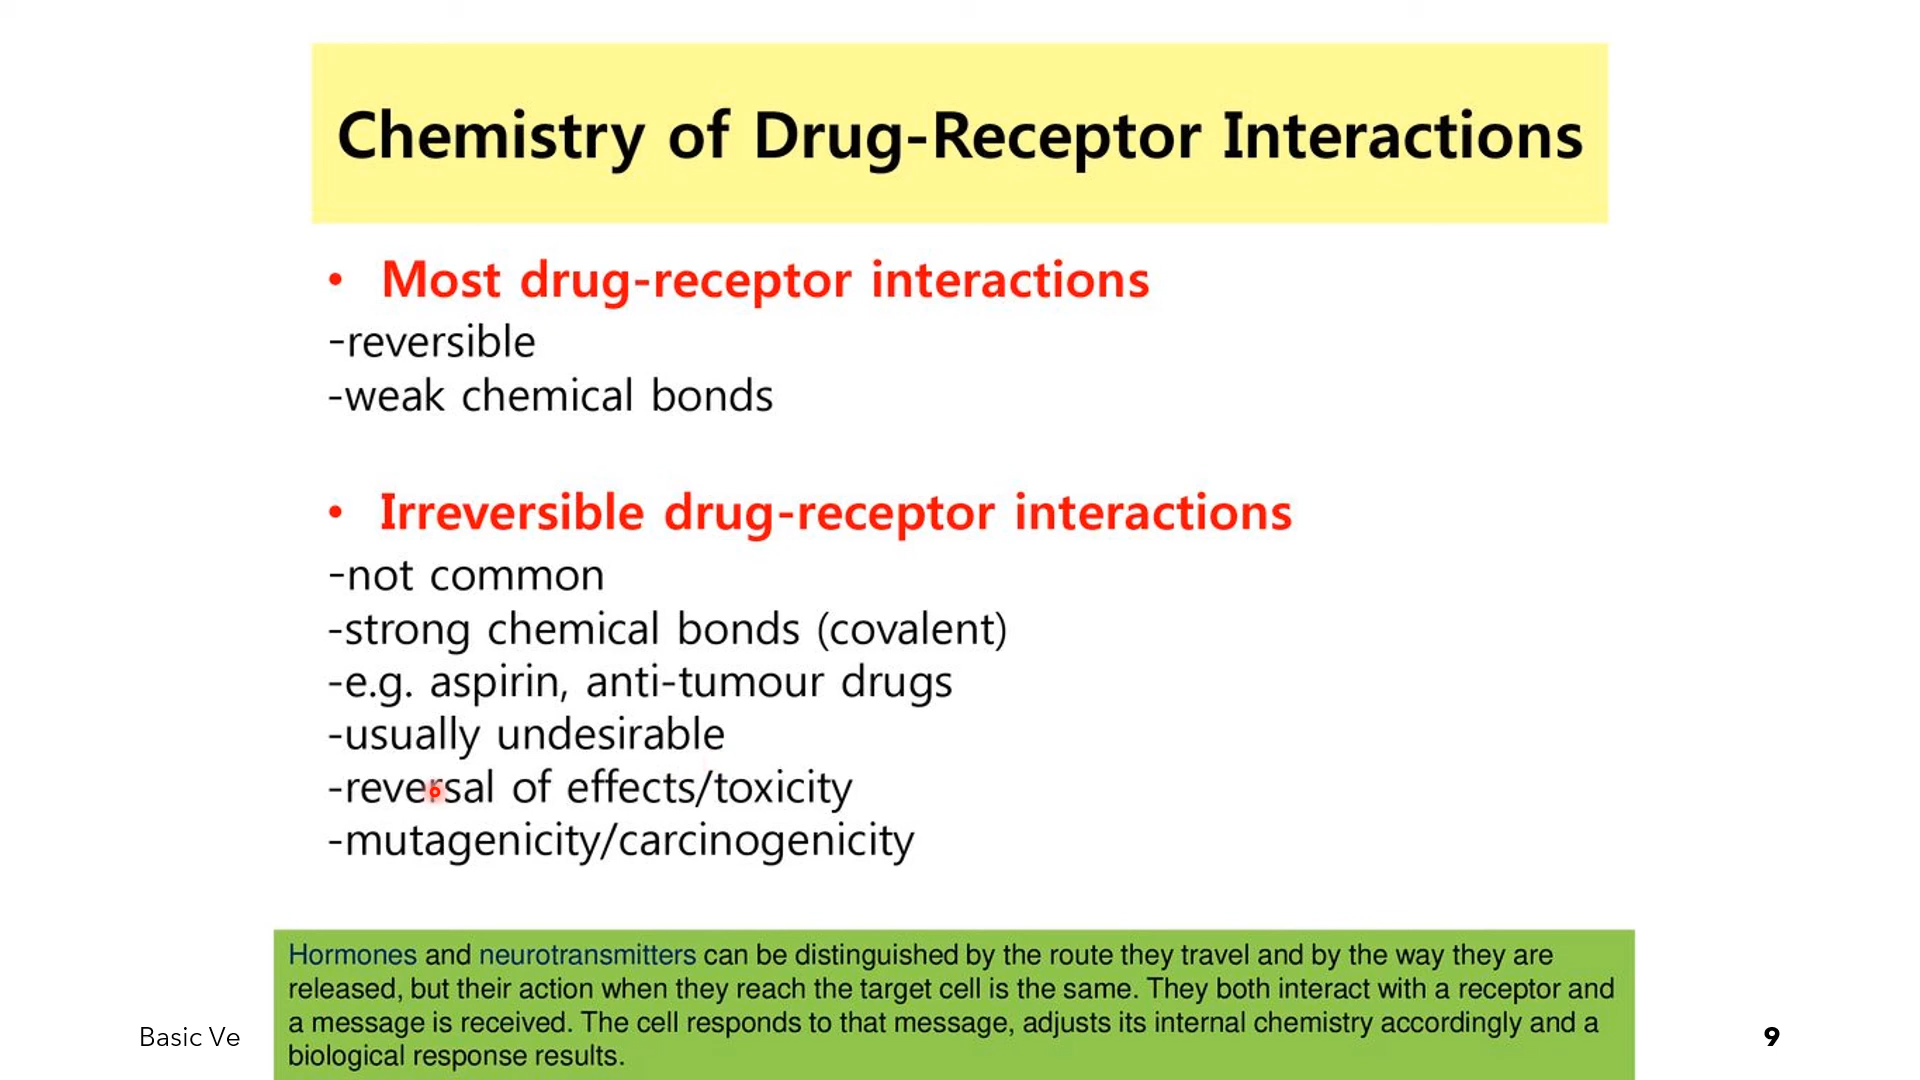 Chemistry of Drug-Receptor Interactions
• Most drug-receptor interactions
-reversible
-weak chemical bonds
• Irreversible drug-receptor interactions
-not common
-strong chemical bonds (covalent)
-e.g. aspirin, anti-tumour drugs
-usually undesirable
-reversal of effects/toxicity
-mutagenicity/carcinogenicity
Hormones and neurotransmitters can be distinguished by the route they travel and by the way they are
released, but their action when they reach the target cell is the same. They both interact with a receptor and
a message is received. The cell responds to that message, adjusts its internal chemistry accordingly and a
biological response results.
Basic Ve
9